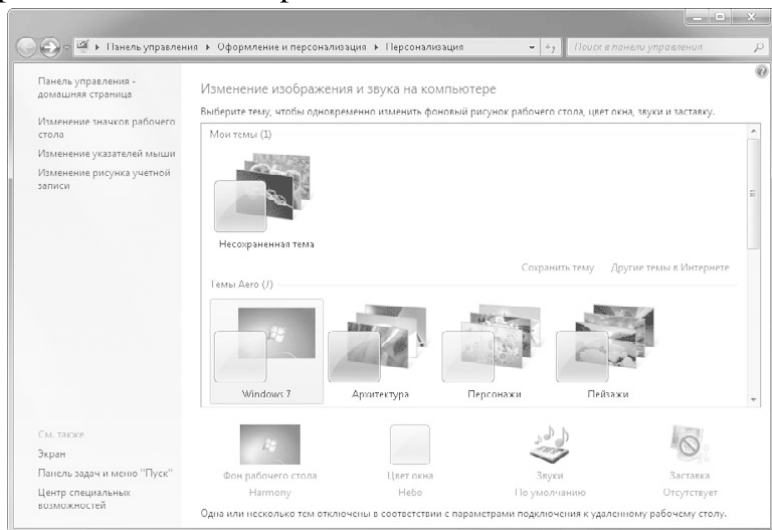 Панель управления ▸ Оформление и персонализация ▸ Персонализация
Поиск в панели управления
Панель управления -
домашняя страница
Изменение значков рабочего
стола
Изменение указателей мыши
Изменение рисунка учетной
записи
Изменение изображения и звука на компьютере
Выберите тему, чтобы одновременно изменить фоновый рисунок рабочего стола, цвет окна, звуки и заставку.
Мои темы (1)
Несохраненная тема
Сохранить тему Другие темы в Интернете
Темы Aero (7)
Windows 7 Архитектура Персонажи Пейзажи
См. также
Экран
Панель задач и меню "Пуск"
Центр специальных
возможностей
Фон рабочего стола Цвет окна Звуки Заставка
Harmony Небо По умолчанию Отсутствует
Одна или несколько тем отключены в соответствии с параметрами подключения к удаленному рабочему столу.